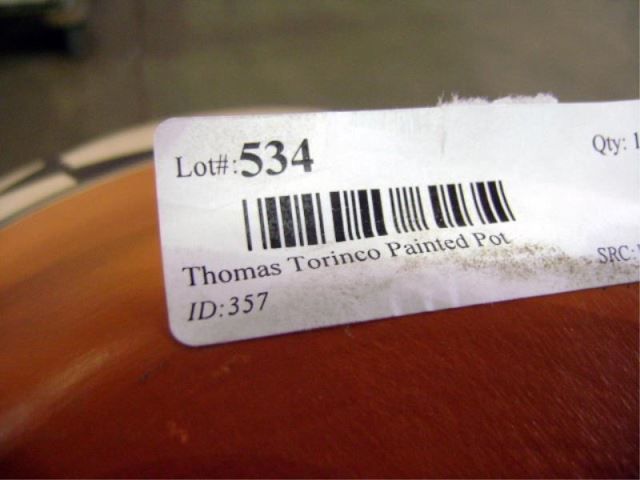 Lot#:534
Qty: 1
Thomas Torinco Painted Pot
SRC:
ID:357